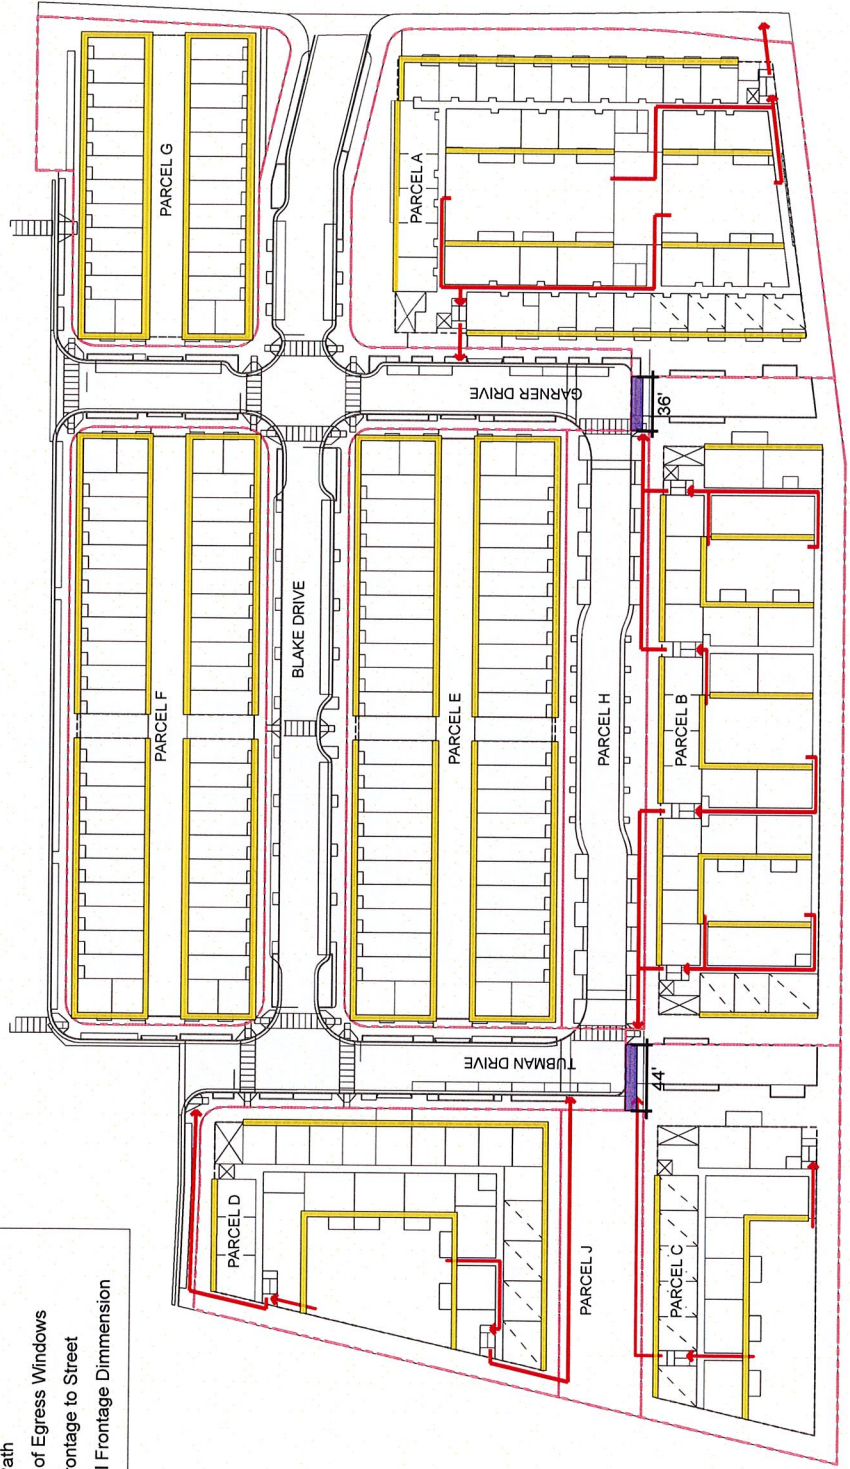 PARCEL G
PARCEL A
GARNER DRIVE
36'
PARCEL F
BLAKE DRIVE
PARCEL E
PARCEL H
PARCEL B
TUBMAN DRIVE
44'
PARCEL D
PARCEL J
PARCEL C
ath
of Egress Windows
rontage to Street
l Frontage Dimmension